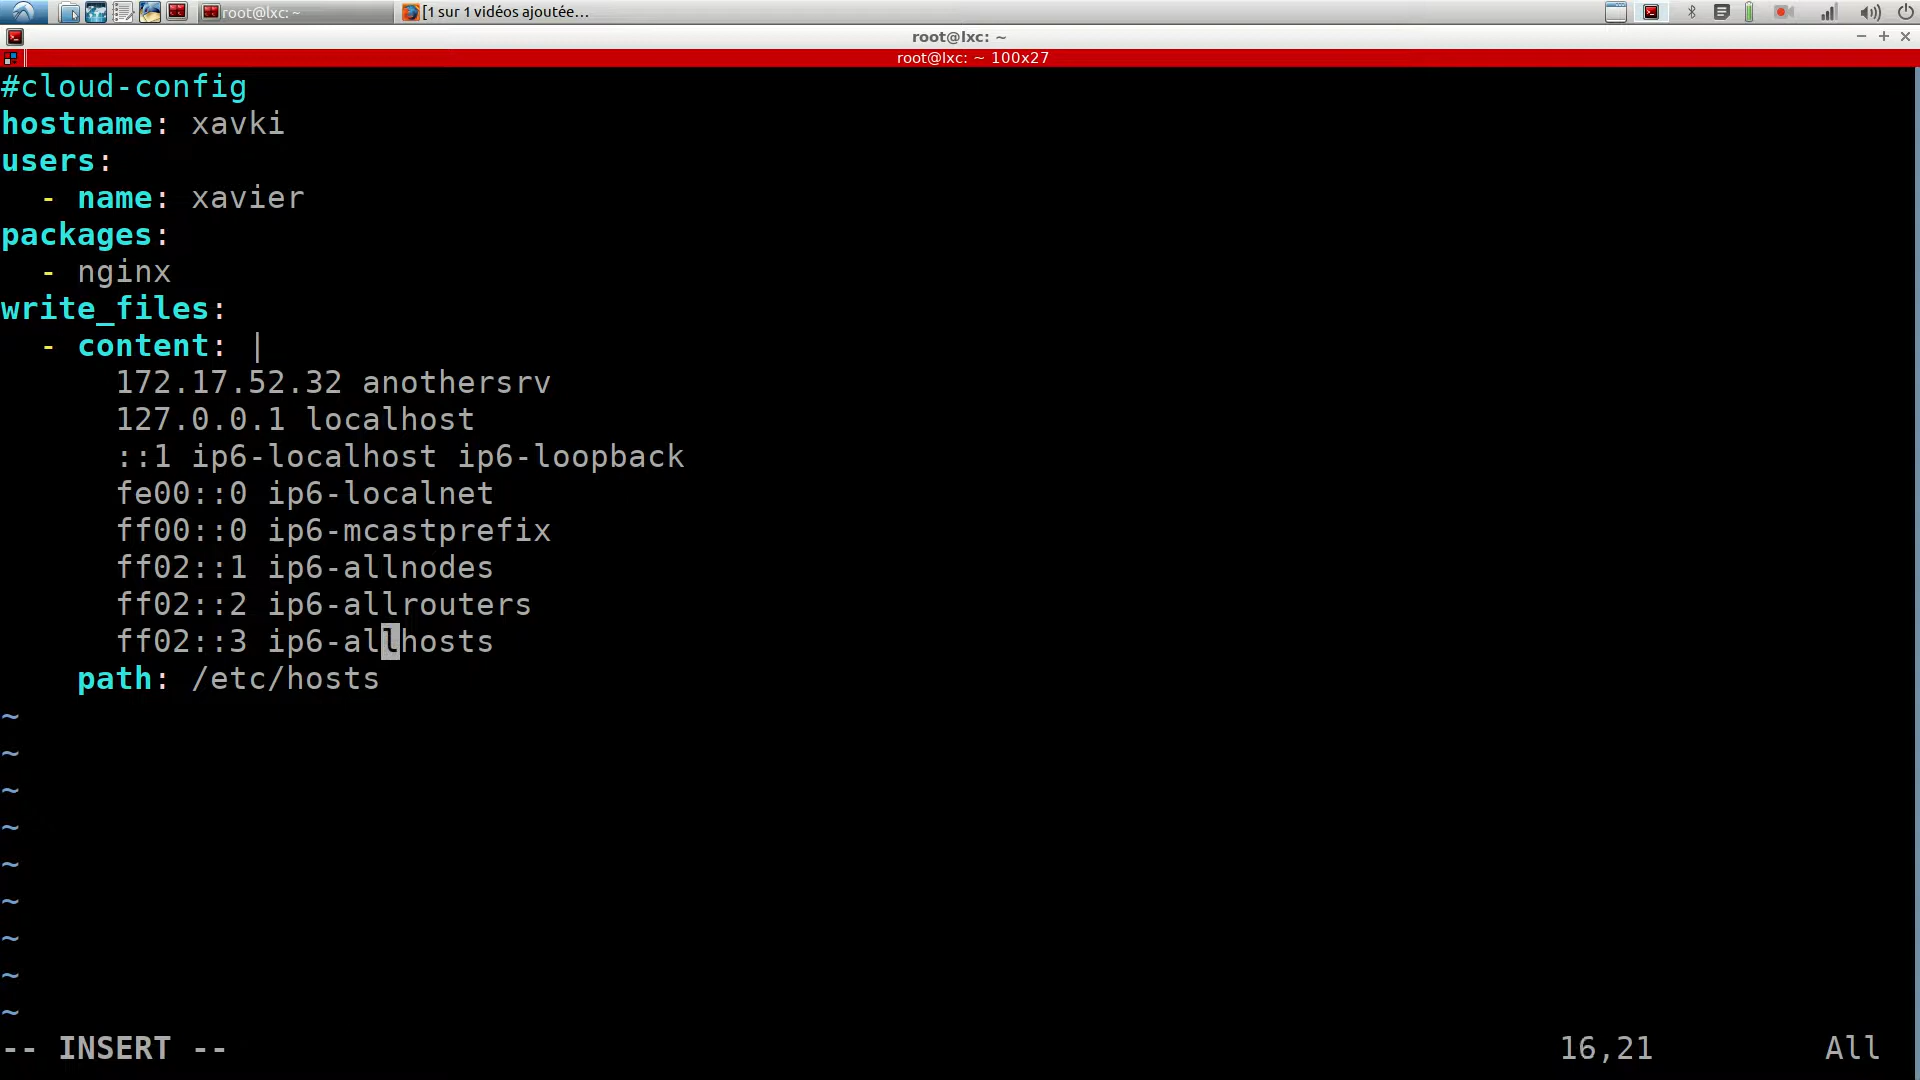 root@lxc: ~
[1 sur 1 vidéos ajoutée...
root@lxc: ~
root@lxc: ~ 100x27
#cloud-config
hostname: xavki
users:
  - name: xavier
packages:
  - nginx
write_files:
  - content: |
      172.17.52.32 anothersrv
      127.0.0.1 localhost
      ::1 ip6-localhost ip6-loopback
      fe00::0 ip6-localnet
      ff00::0 ip6-mcastprefix
      ff02::1 ip6-allnodes
      ff02::2 ip6-allrouters
      ff02::3 ip6-allhosts
    path: /etc/hosts
~
~
~
~
~
~
~
~
~
-- INSERT -- 16,21 All